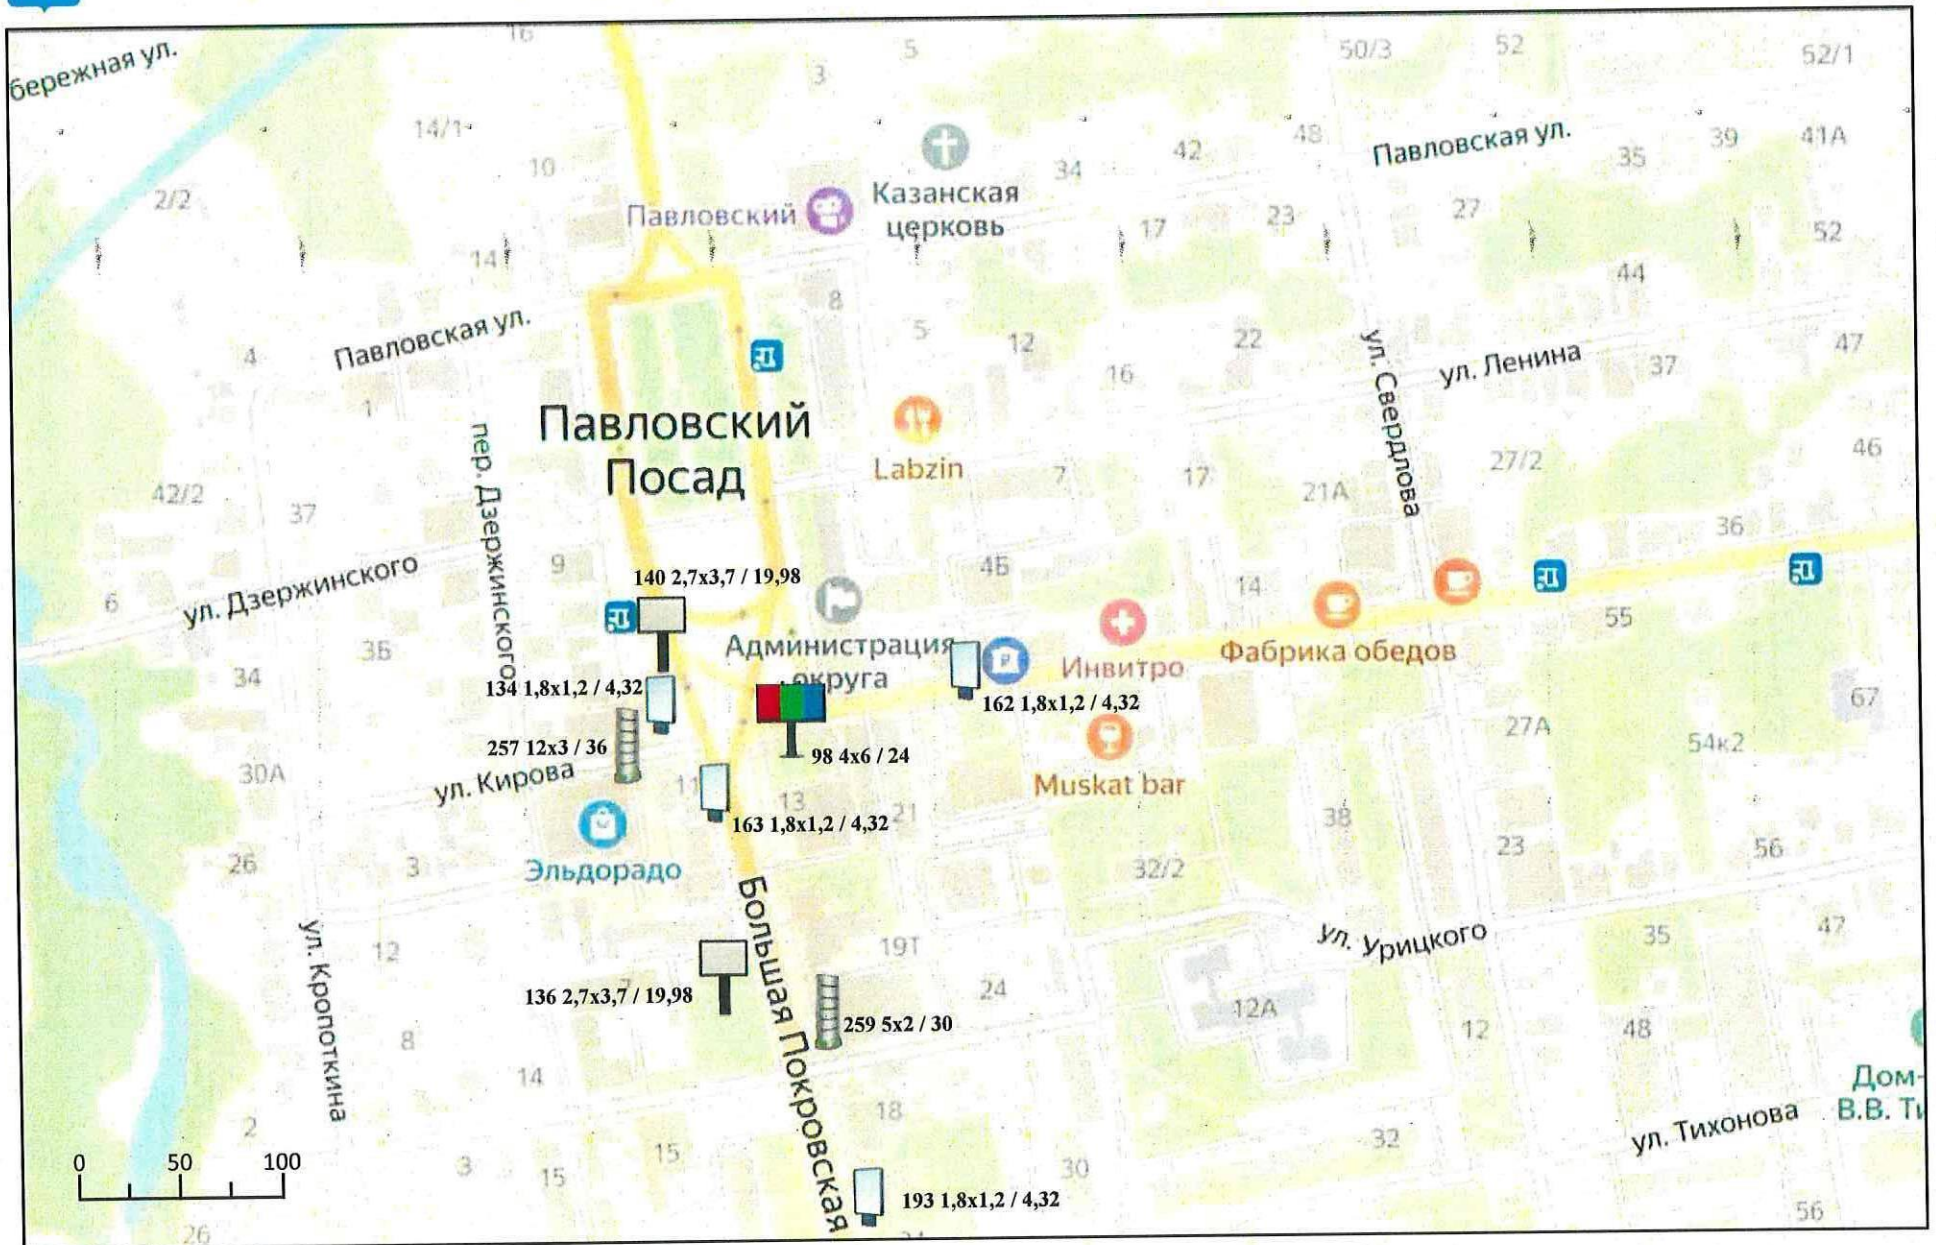 бережная ул.
16
5
3
50/3
52
52/1
14/1
10
Казанская
церковь
34
42
48
Павловская ул.
35
39
41А
2/2
Павловский
17
23
27
52
14
8
44
Павловская ул.
4
1
5
12
16
22
ул. Свердлова
ул. Ленина
37
47
Павловский
Посад
Labzin
7
17
21А
27/2
46
42/2
37
пер. Дзержинского
36
ул. Дзержинского
6
9
140 2,7х3,7 / 19,98
4Б
14
55
3Б
34
Администрация
округа
Инвитро
Фабрика обедов
134 1,8х1,2 / 4,32
162 1,8х1,2 / 4,32
67
257 12х3 / 36
98 4х6 / 24
27А
54к2
30А
ул. Кирова
11
13
21
Muskat bar
163 1,8х1,2 / 4,32
38
23
56
26
3
Эльдорадо
32/2
Большая Покровская
ул. Кропоткина
12
19Т
ул. Урицкого
35
47
7
136 2,7х3,7 / 19,98
24
12А
259 5х2 / 30
12
48
8
14
Дом-
В.В. Ти
2
18
ул. Тихонова
32
0 50 100
3
15
15
30
193 1,8х1,2 / 4,32
56
26